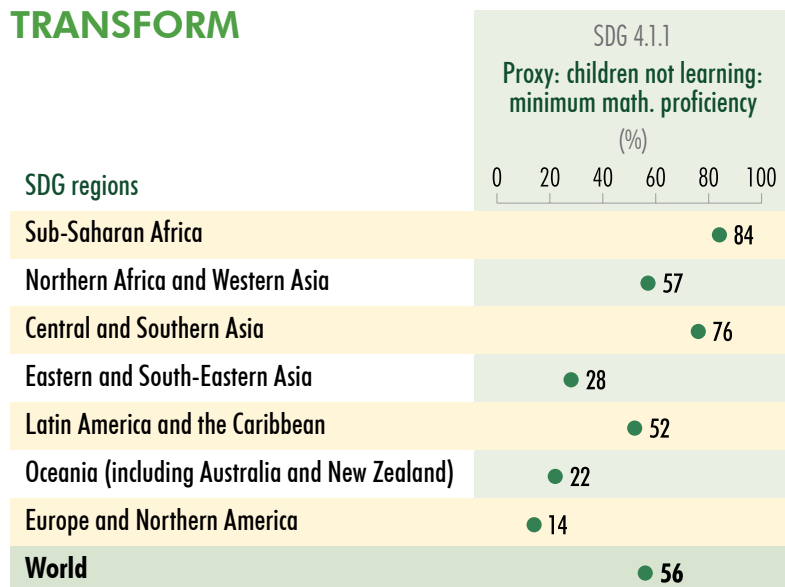 TRANSFORM
SDG 4.1.1
Proxy: children not learning:
minimum math. proficiency
(%)
SDG regions
0 20 40 60 80 100
Sub-Saharan Africa 84
Northern Africa and Western Asia 57
Central and Southern Asia 76
Eastern and South-Eastern Asia 28
Latin America and the Caribbean 52
Oceania (including Australia and New Zealand) 22
Europe and Northern America 14
World 56